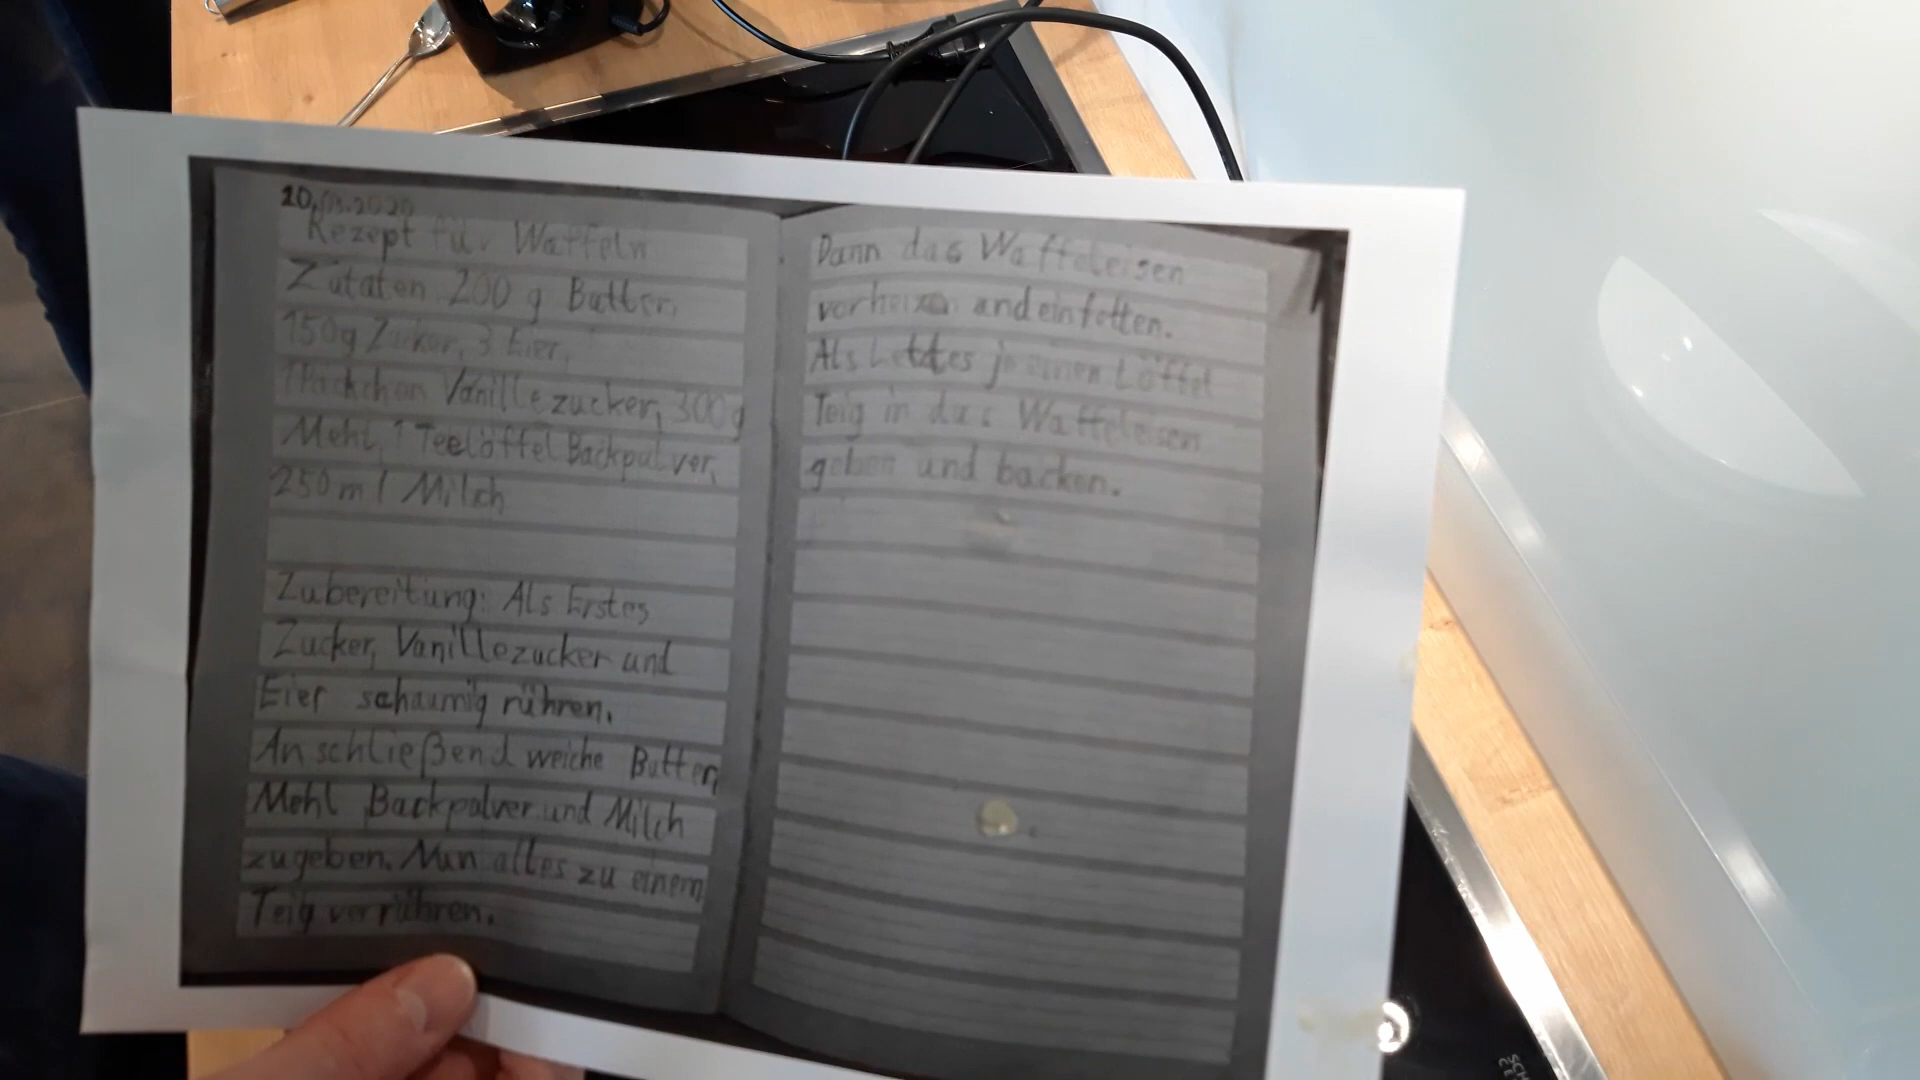 10.03.2020
Rezept für Waffeln
Zutaten 200 g Butter,
150g Zucker, 3 Eier,
1 Päckchen Vanillezucker, 300g
Mehl, 1 Teelöffel Backpulver,
250 ml Milch
Zubereitung: Als Erstes
Zucker, Vanillezucker und
Eier schaumig rühren.
Anschließend weiche Butter,
Mehl Backpulver und Milch
zugeben. Nun alles zu einem
Teig verrühren.
Dann das Waffeleisen
vorheizen und einfetten.
Als Letztes je einen Löffel
Teig in das Waffeleisen
geben und backen.